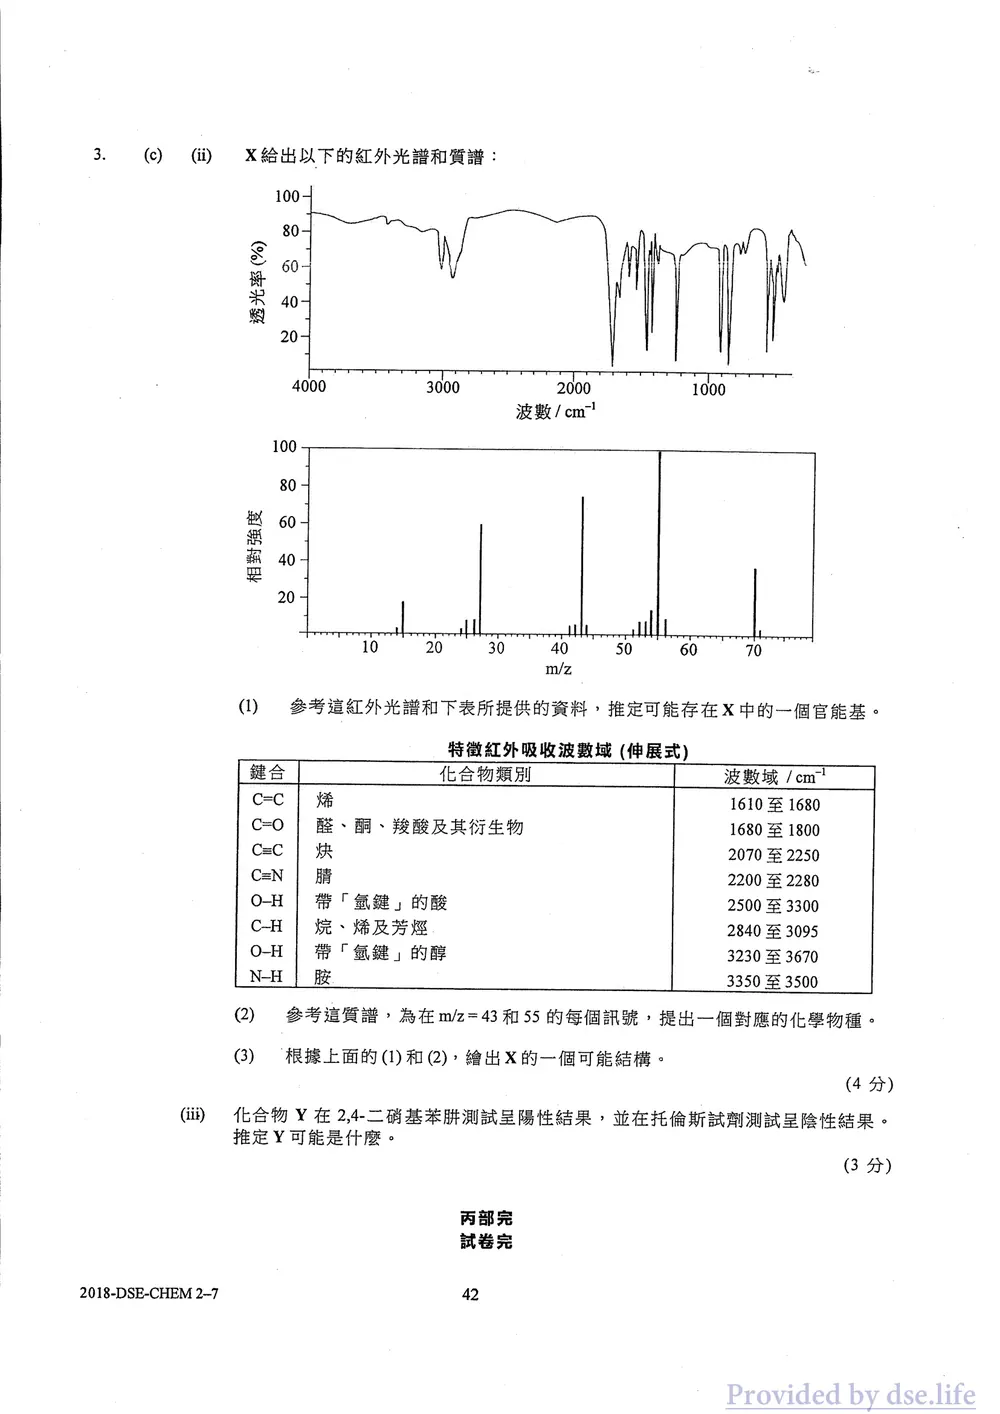 3. (c) (ii) X給出以下的紅外光譜和質譜：
100
80
60
40
20
透光率 (%)
4000 3000 2000 1000
波數 / cm⁻¹
100
80
60
40
20
相對強度
10 20 30 40 50 60 70
m/z
(1) 參考這紅外光譜和下表所提供的資料，推定可能存在X中的一個官能基。
特徵紅外吸收波數域 (伸展式)
鍵合 化合物類別 波數域 / cm⁻¹
C=C 烯 1610 至 1680
C=O 醛、酮、羧酸及其衍生物 1680 至 1800
C≡C 炔 2070 至 2250
C≡N 腈 2200 至 2280
O–H 帶「氫鍵」的酸 2500 至 3300
C–H 烷、烯及芳烴 2840 至 3095
O–H 帶「氫鍵」的醇 3230 至 3670
N–H 胺 3350 至 3500
(2) 參考這質譜，為在 m/z = 43 和 55 的每個訊號，提出一個對應的化學物種。
(3) 根據上面的 (1) 和 (2)，繪出 X 的一個可能結構。
(4 分)
(iii) 化合物 Y 在 2,4-二硝基苯肼測試呈陽性結果，並在托倫斯試劑測試呈陰性結果。
推定 Y 可能是什麼。
(3 分)
丙部完
試卷完
2018-DSE-CHEM 2–7 42
Provided by dse.life